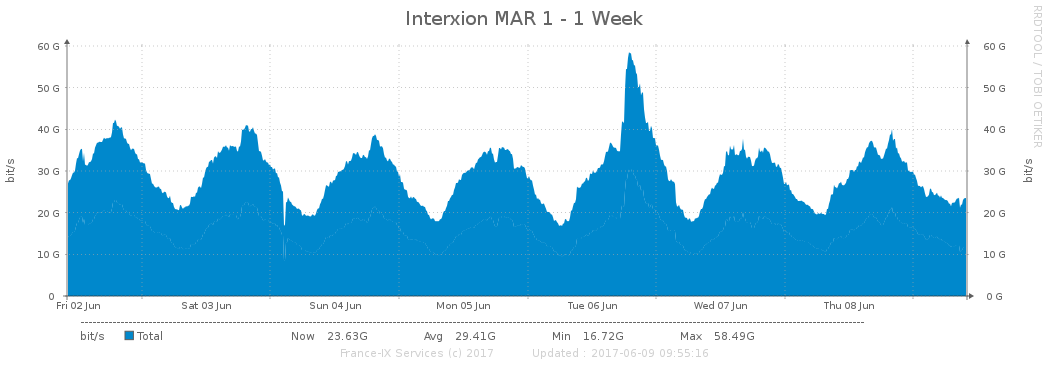 Interxion MAR 1 - 1 Week
RRDTOOL / TOBI OETIKER
bit/s
60 G 60 G
50 G 50 G
40 G 40 G
30 G 30 G
20 G 20 G
10 G 10 G
0 0 G
bit/s
Fri 02 Jun Sat 03 Jun Sun 04 Jun Mon 05 Jun Tue 06 Jun Wed 07 Jun Thu 08 Jun
bit/s Total Now 23.63G Avg 29.41G Min 16.72G Max 58.49G
France-IX Services (c) 2017 Updated : 2017-06-09 09:55:16